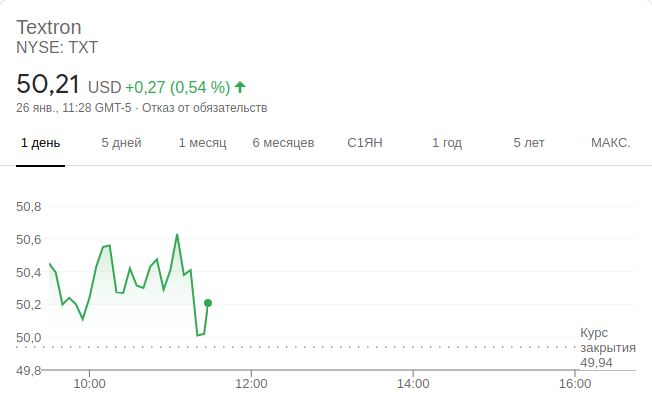 Textron
NYSE: TXT
50,21 USD +0,27 (0,54 %)
26 янв., 11:28 GMT-5 · Отказ от обязательств
1 день 5 дней 1 месяц 6 месяцев С1ЯН 1 год 5 лет МАКС.
50,8
50,6
50,4
50,2
50,0
Курс
закрытия
49,94
49,8
10:00 12:00 14:00 16:00